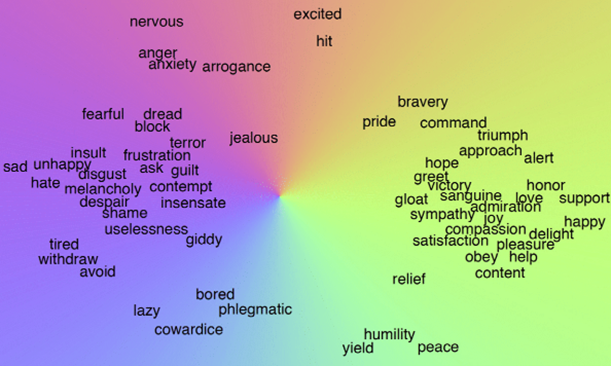 excited
nervous
hit
anger
anxiety
arrogance
bravery
fearful
dread
pride
command
block
triumph
jealous
terror
approach
insult
frustration
alert
sad
unhappy
hope
ask
guilt
disgust
greet
hate
melancholy
contempt
victory
honor
gloat
sanguine
love
support
despair
insensate
admiration
shame
sympathy
joy
happy
uselessness
compassion
delight
giddy
satisfaction
pleasure
tired
withdraw
obey
help
avoid
content
relief
bored
lazy
phlegmatic
cowardice
humility
yield
peace